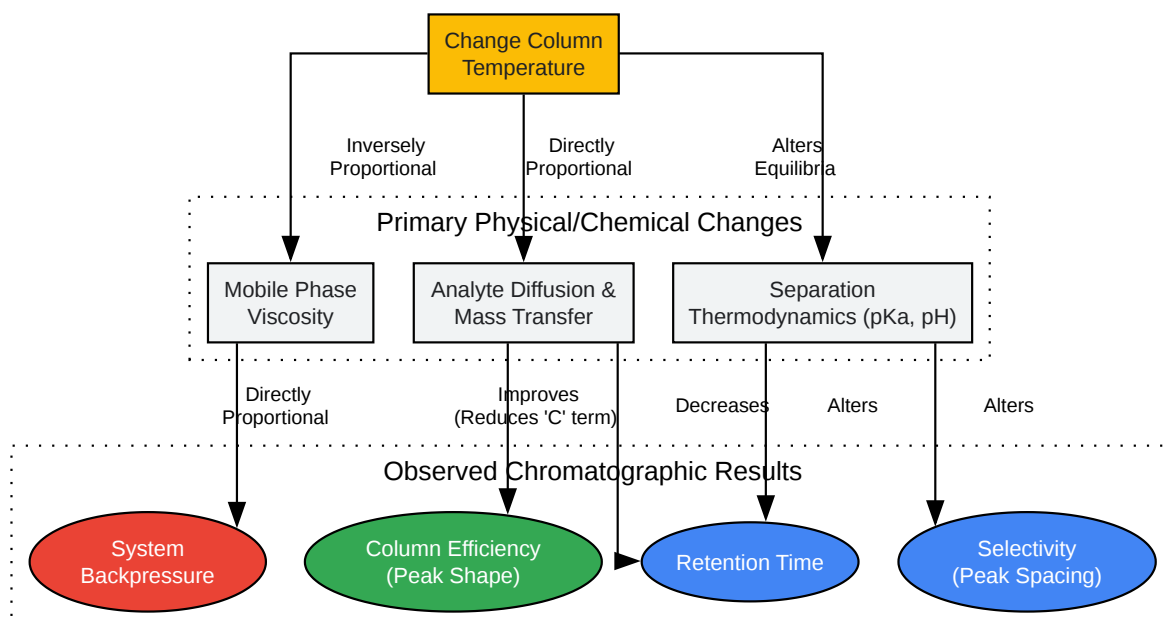 Change Column
Temperature
Inversely
Proportional
Directly
Proportional
Alters
Equilibria
Primary Physical/Chemical Changes
Mobile Phase
Viscosity
Analyte Diffusion &
Mass Transfer
Separation
Thermodynamics (pKa, pH)
Directly
Proportional
Improves
(Reduces 'C' term)
Decreases
Alters
Alters
Observed Chromatographic Results
System
Backpressure
Column Efficiency
(Peak Shape)
Retention Time
Selectivity
(Peak Spacing)